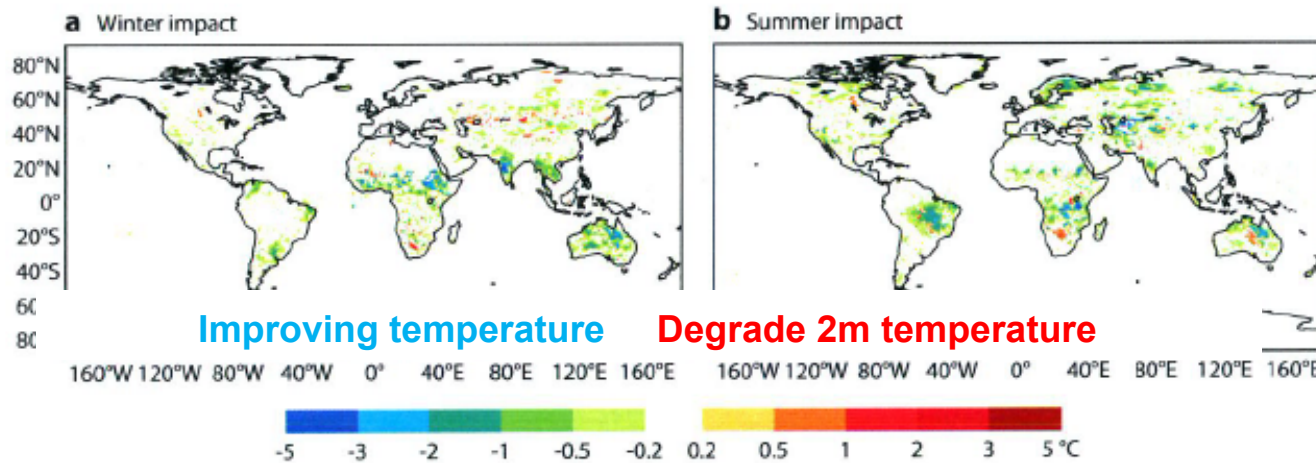 a Winter impact
b Summer impact
80°N
60°N
40°N
20°N
0°
20°S
40°S
Improving temperature Degrade 2m temperature
160°W 120°W 80°W 40°W 0° 40°E 80°E 120°E 160°E
160°W 120°W 80°W 40°W 0° 40°E 80°E 120°E
-5 -3 -2 -1 -0.5 -0.2 0.2 0.5 1 2 3 5 °C